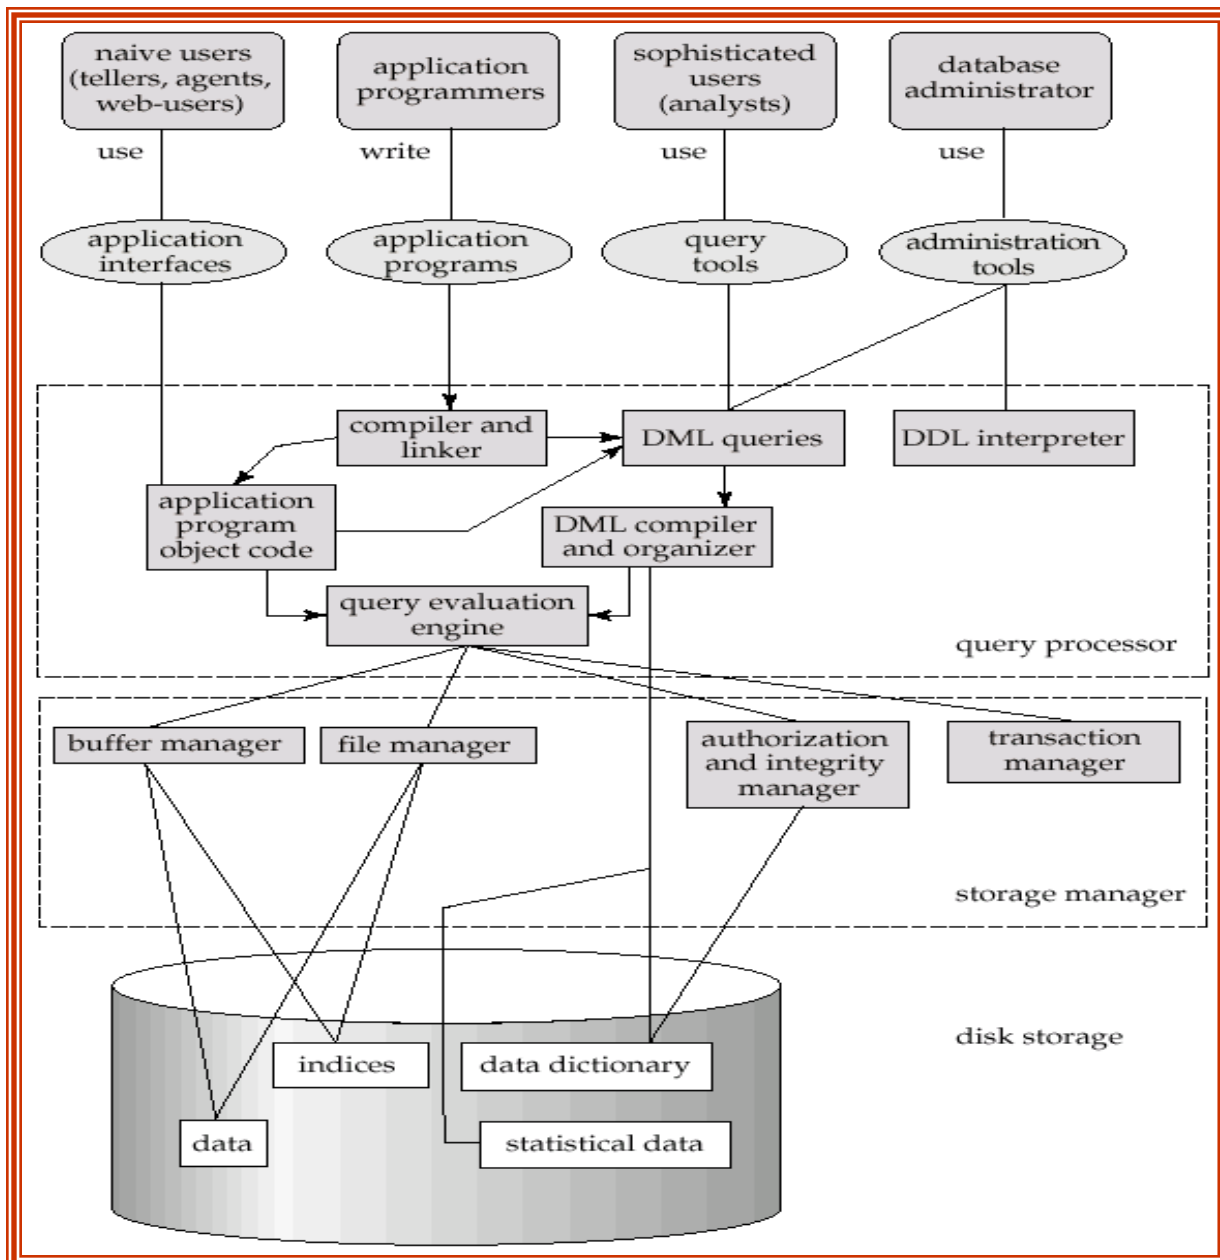 naive users
(tellers, agents,
web-users)
application
programmers
sophisticated
users
(analysts)
database
administrator
use
write
use
use
application
interfaces
application
programs
query
tools
administration
tools
compiler and
linker
DML queries
DDL interpreter
application
program
object code
DML compiler
and organizer
query evaluation
engine
query processor
buffer manager
file manager
authorization
and integrity
manager
transaction
manager
storage manager
disk storage
indices
data dictionary
data
statistical data